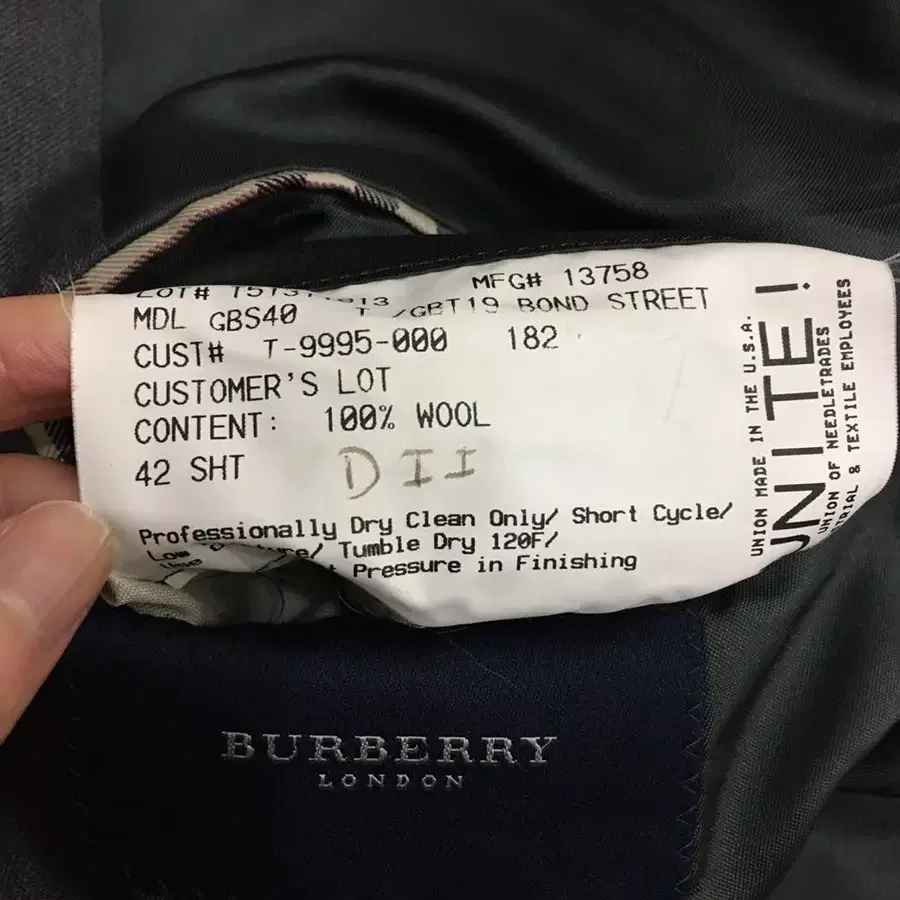 LOT#
MFG# 13758
MDL GBS40 /GBT19 BOND STREET
CUST# T-9995-000 182
CUSTOMER'S LOT
CONTENT: 100% WOOL
42 SHT DII
Professionally Dry Clean Only/ Short Cycle/
Low / Tumble Dry 120F/
Pressure in Finishing
UNION MADE IN THE U.S.A.
UNITE!
UNION OF NEEDLETRADES
& TEXTILE EMPLOYEES
BURBERRY
LONDON